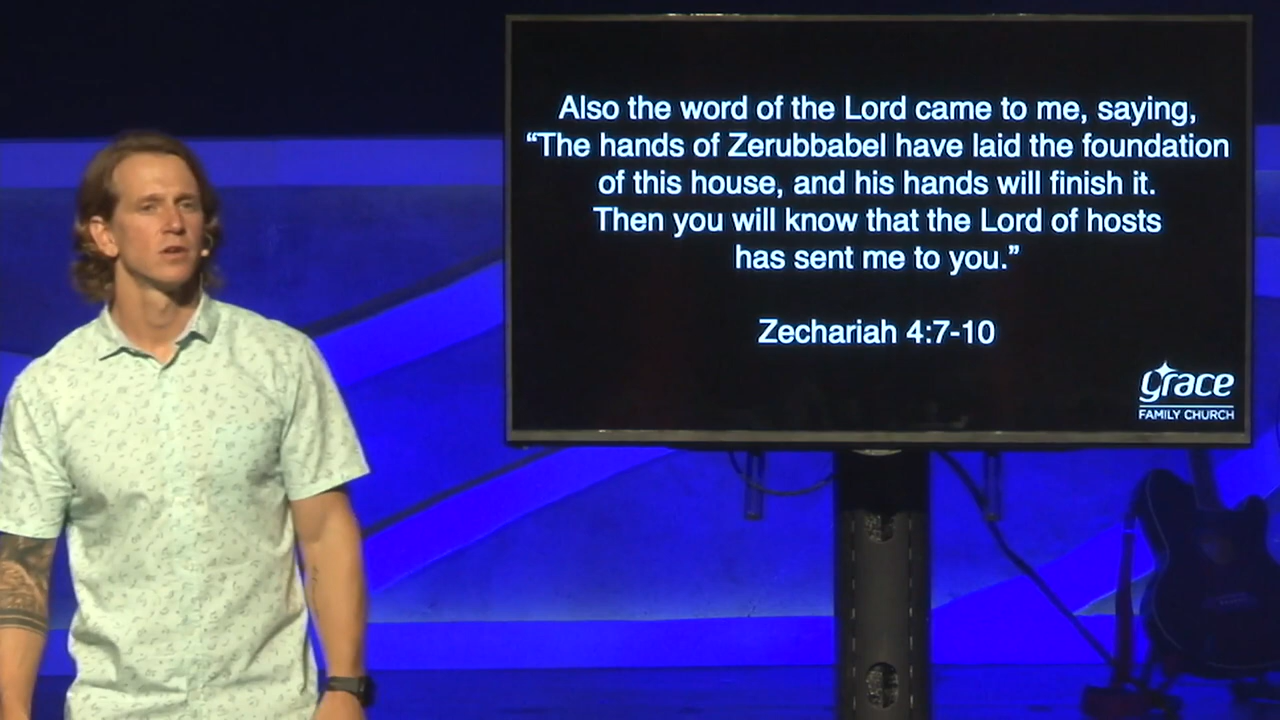 Also the word of the Lord came to me, saying,
“The hands of Zerubbabel have laid the foundation
of this house, and his hands will finish it.
Then you will know that the Lord of hosts
has sent me to you.”
Zechariah 4:7-10
grace
FAMILY CHURCH